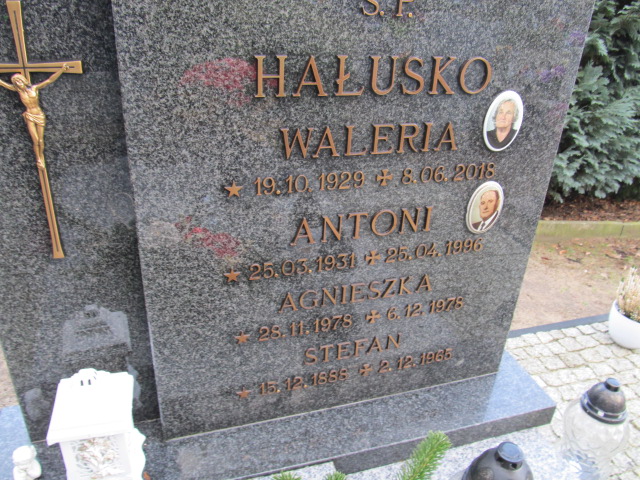 Ś. P.
HAŁUSKO
WALERIA
19.10.1929 8.06.2018
ANTONI
25.03.1931 25.04.1996
AGNIESZKA
28.11.1978 6.12.1978
STEFAN
15.12.1888 2.12.1965